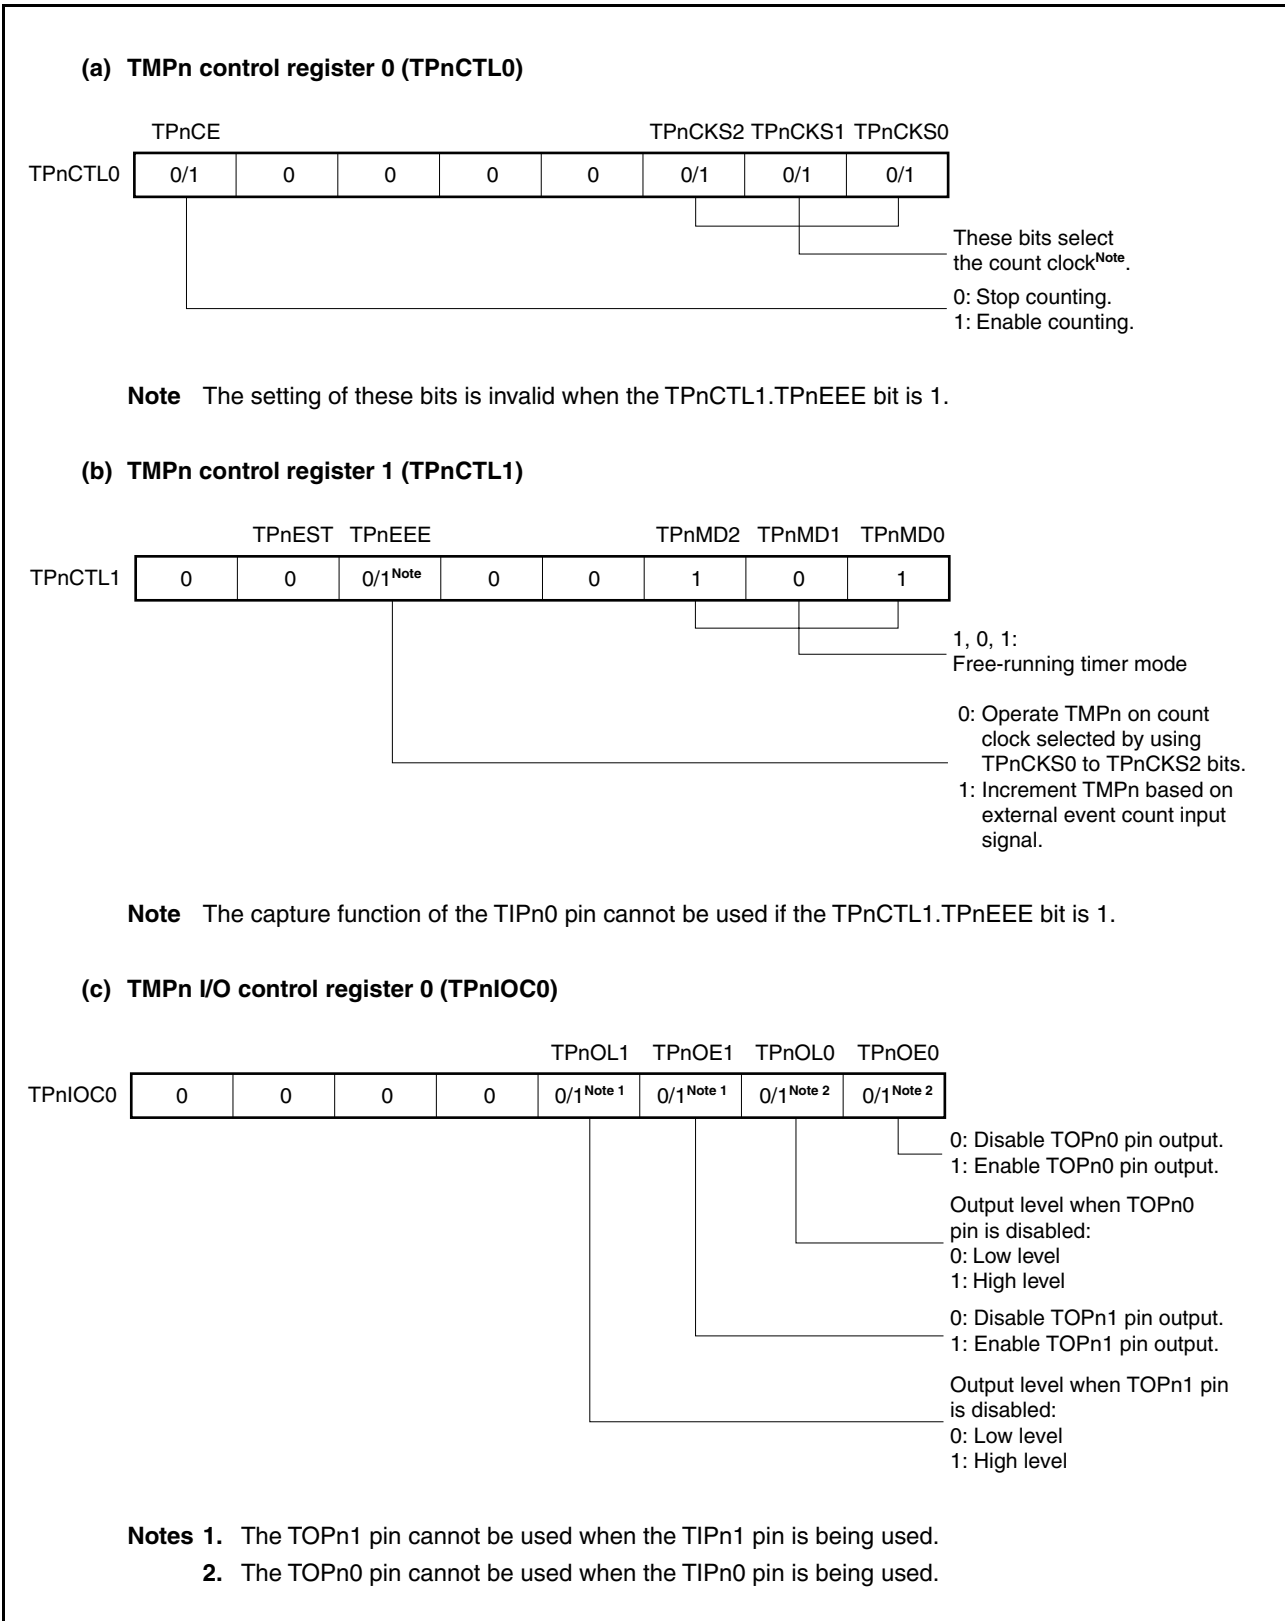 (a) TMPn control register 0 (TPnCTL0)
TPnCE TPnCKS2 TPnCKS1 TPnCKS0
TPnCTL0 0/1 0 0 0 0 0/1 0/1 0/1
These bits select
the count clockNote.
0: Stop counting.
1: Enable counting.
Note The setting of these bits is invalid when the TPnCTL1.TPnEEE bit is 1.
(b) TMPn control register 1 (TPnCTL1)
TPnEST TPnEEE TPnMD2 TPnMD1 TPnMD0
TPnCTL1 0 0 0/1Note 0 0 1 0 1
1, 0, 1:
Free-running timer mode
0: Operate TMPn on count
clock selected by using
TPnCKS0 to TPnCKS2 bits.
1: Increment TMPn based on
external event count input
signal.
Note The capture function of the TIPn0 pin cannot be used if the TPnCTL1.TPnEEE bit is 1.
(c) TMPn I/O control register 0 (TPnIOC0)
TPnOL1 TPnOE1 TPnOL0 TPnOE0
TPnIOC0 0 0 0 0 0/1Note 1 0/1Note 1 0/1Note 2 0/1Note 2
0: Disable TOPn0 pin output.
1: Enable TOPn0 pin output.
Output level when TOPn0
pin is disabled:
0: Low level
1: High level
0: Disable TOPn1 pin output.
1: Enable TOPn1 pin output.
Output level when TOPn1 pin
is disabled:
0: Low level
1: High level
Notes 1. The TOPn1 pin cannot be used when the TIPn1 pin is being used.
2. The TOPn0 pin cannot be used when the TIPn0 pin is being used.